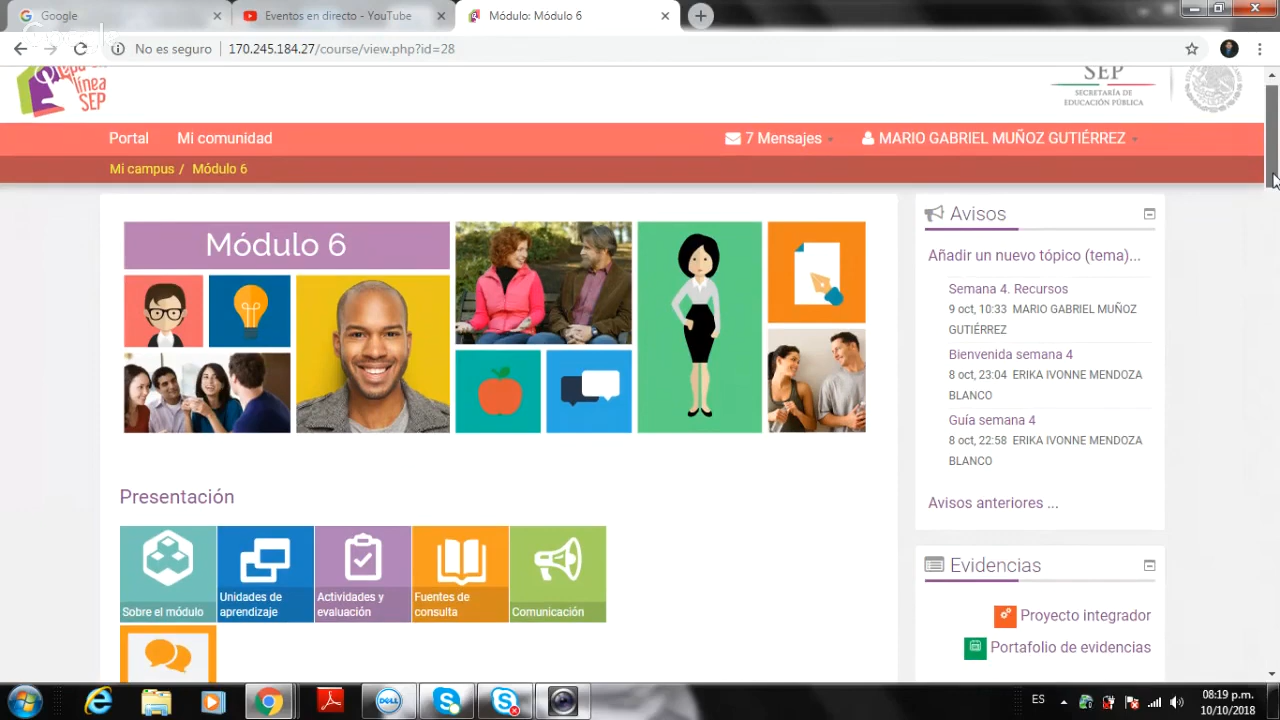 Google
Eventos en directo - YouTube
Módulo: Módulo 6
No es seguro
170.245.184.27/course/view.php?id=28
línea
SEP
SEP
SECRETARÍA DE
EDUCACIÓN PÚBLICA
Portal
Mi comunidad
7 Mensajes
MARIO GABRIEL MUÑOZ GUTIÉRREZ
Mi campus / Módulo 6
Módulo 6
Presentación
Sobre el módulo
Unidades de
aprendizaje
Actividades y
evaluación
Fuentes de
consulta
Comunicación
Avisos
Añadir un nuevo tópico (tema)...
Semana 4. Recursos
9 oct, 10:33 MARIO GABRIEL MUÑOZ
GUTIÉRREZ
Bienvenida semana 4
8 oct, 23:04 ERIKA IVONNE MENDOZA
BLANCO
Guía semana 4
8 oct, 22:58 ERIKA IVONNE MENDOZA
BLANCO
Avisos anteriores ...
Evidencias
Proyecto integrador
Portafolio de evidencias
DELL
ES
08:19 p.m.
10/10/2018